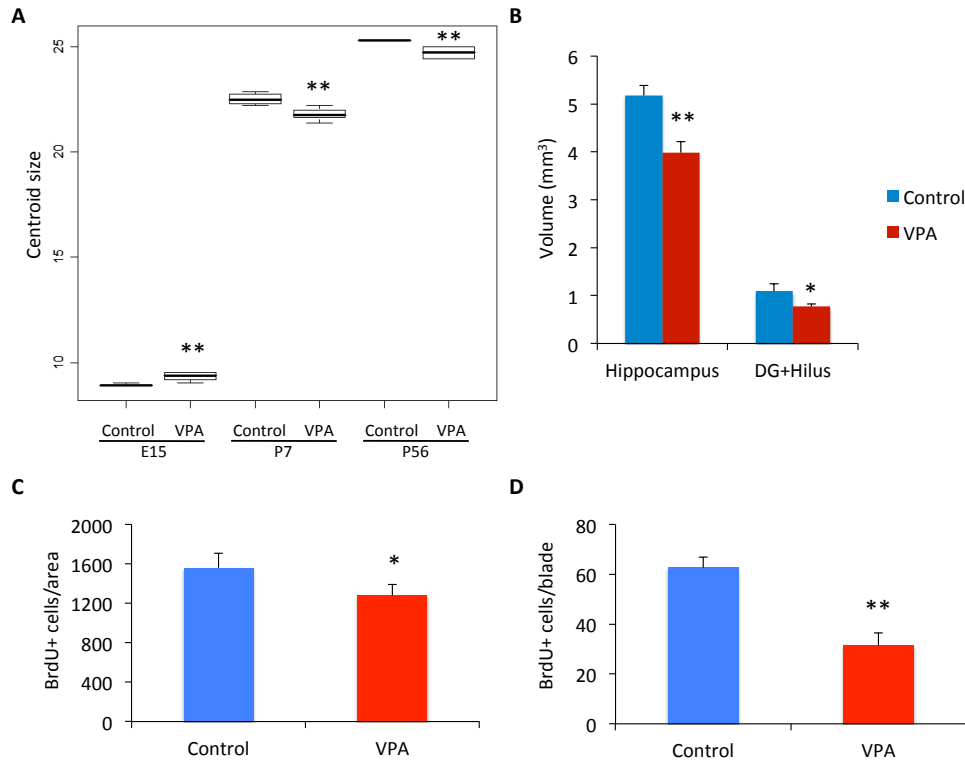 A
Centroid size
25
20
15
10
**
**
**
Control VPA Control VPA Control VPA
E15 P7 P56
B
Volume (mm³)
6
5
4
3
2
1
0
**
*
Hippocampus DG+Hilus
Control
VPA
C
BrdU+ cells/area
2000
1600
1200
800
400
0
*
Control VPA
D
BrdU+ cells/blade
80
60
40
20
0
**
Control VPA